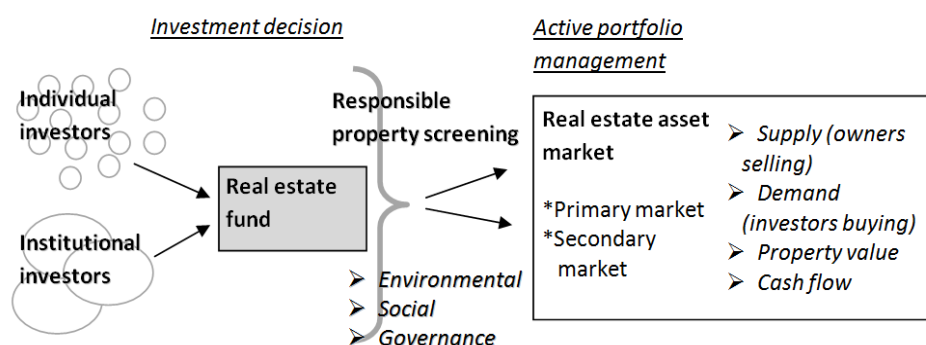 Investment decision
Active portfolio
management
Individual
investors
Institutional
investors
Real estate
fund
Responsible
property screening
➢ Environmental
➢ Social
➢ Governance
Real estate asset
market
*Primary market
*Secondary
market
➢ Supply (owners
selling)
➢ Demand
(investors buying)
➢ Property value
➢ Cash flow